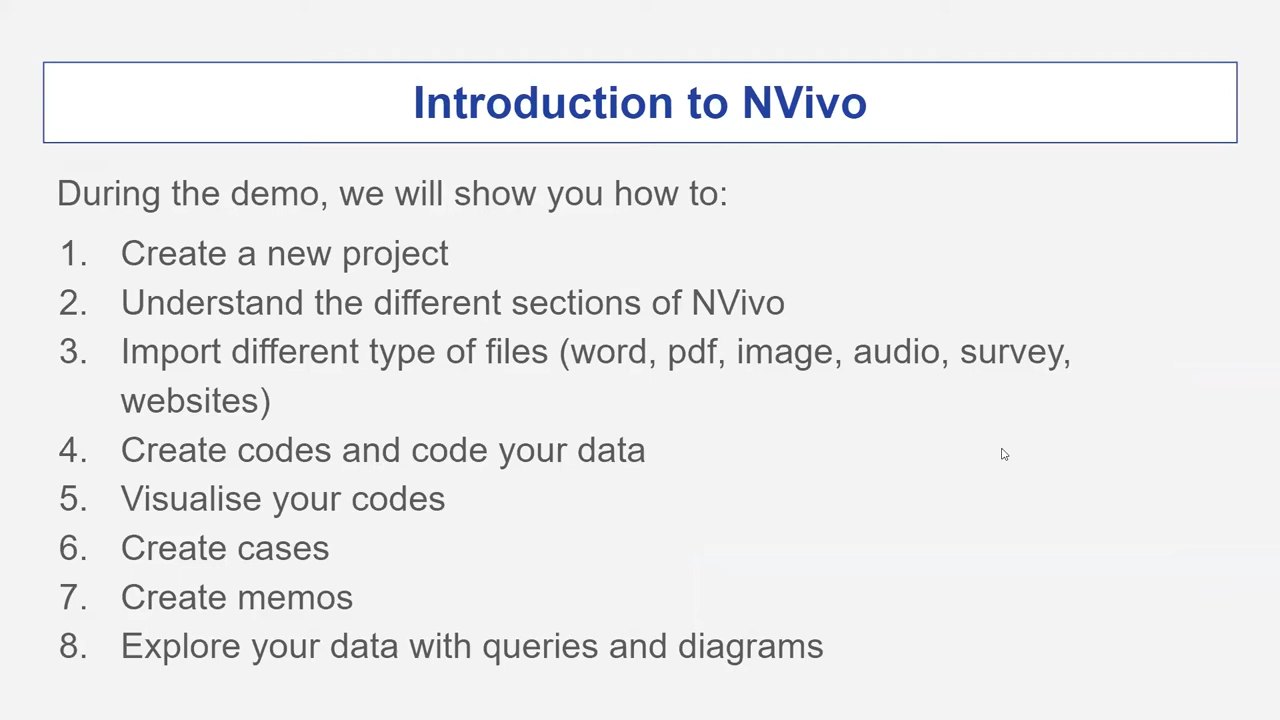 Introduction to NVivo
During the demo, we will show you how to:
1. Create a new project
2. Understand the different sections of NVivo
3. Import different type of files (word, pdf, image, audio, survey,
websites)
4. Create codes and code your data
5. Visualise your codes
6. Create cases
7. Create memos
8. Explore your data with queries and diagrams